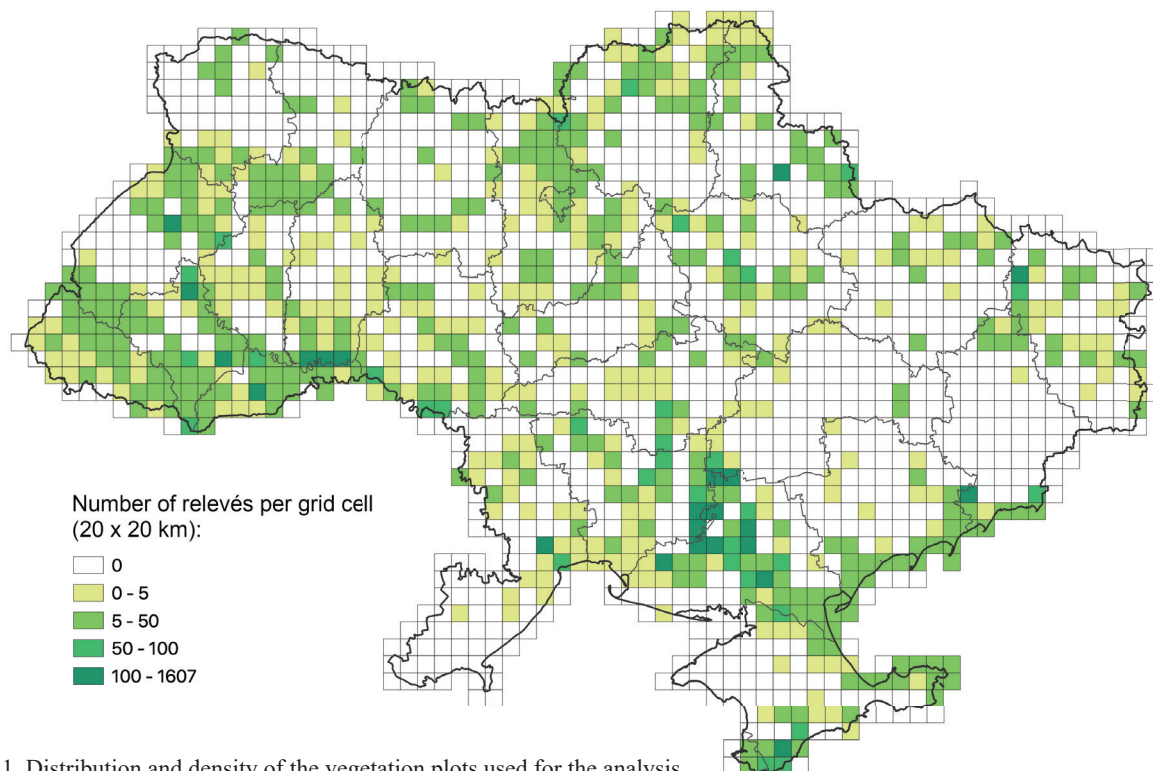 Number of relevés per grid cell
(20 x 20 km):
0
0 - 5
5 - 50
50 - 100
100 - 1607
1. Distribution and density of the vegetation plots used for the analysis